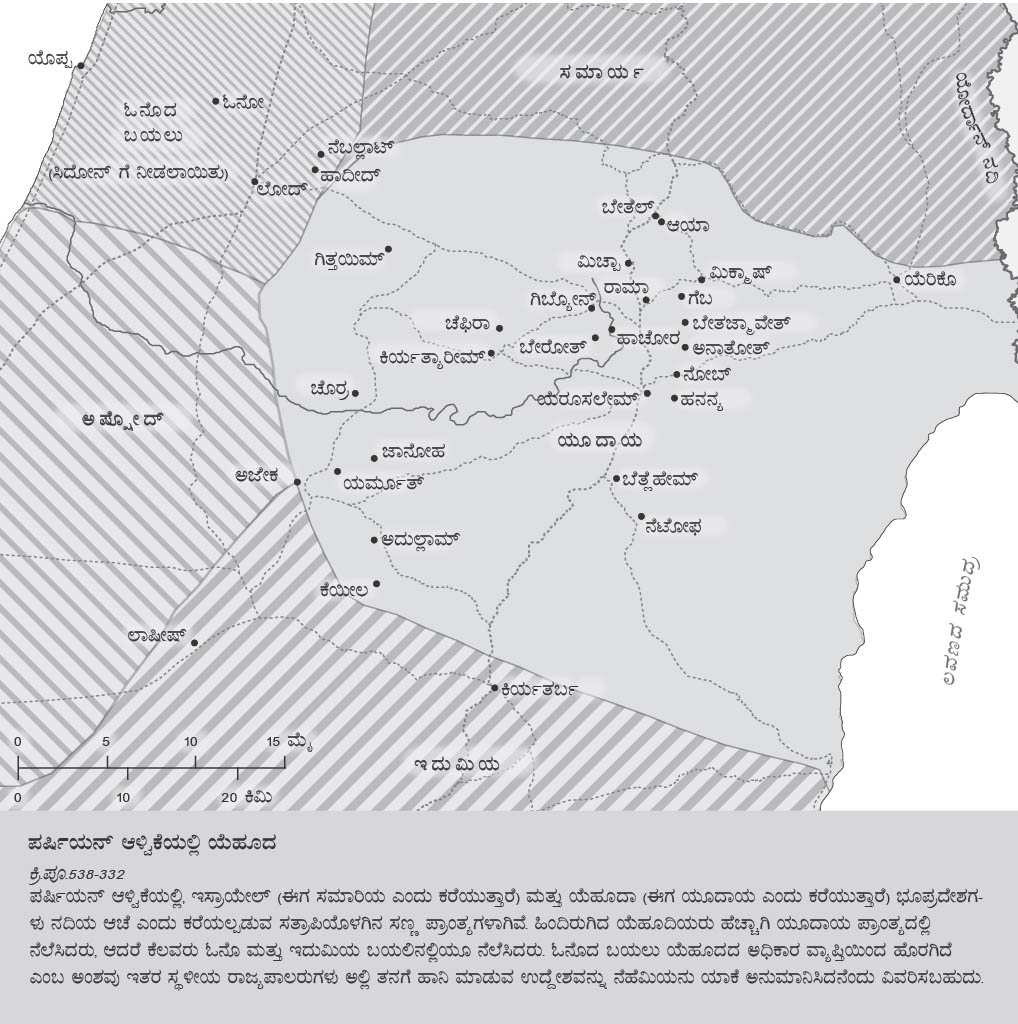 ಯೊಪ್ಪ
ಸಮಾರ್ಯ
ಯೋರ್ದಾನ್ ನದಿ
ಓನೋ
ಓನೊದ
ಬಯಲು
ನೆಬಲ್ಲಾಟ್
(ಸಿದೋನ್ ಗೆ ನೀಡಲಾಯಿತು)
ಹಾದೀದ್
ಲೋದ್
ಬೇತೆಲ್
ಆಯಾ
ಗಿತ್ತಯಿಮ್
ಮಿಚ್ಪಾ
ಮಿಕ್ಮಾಷ್
ಯೆರಿಕೊ
ರಾಮಾ
ಗೆಬ
ಗಿಬ್ಯೋನ್
ಚೆಫಿರಾ
ಬೇತಜ್ಮಾವೇತ್
ಹಾಚೋರ
ಬೇರೋತ್
ಅನಾತೋತ್
ಕಿರ್ಯತ್ಯಾರೀಮ್
ನೋಬ್
ಚೊರ್ರ
ಯೆರೂಸಲೇಮ್
ಹನನ್ಯ
ಅಷ್ಡೋದ್
ಯೂದಾಯ
ಜಾನೋಹ
ಅಜೇಕ
ಯರ್ಮೂತ್
ಬೆತ್ಲೆಹೇಮ್
ನೆಟೋಫ
ಅದುಲ್ಲಾಮ್
ಕೆಯೀಲ
ಲವಣದ ಸಮುದ್ರ
ಲಾಷೀಷ್
ಕಿರ್ಯತರ್ಬ
ಇದುಮಿಯ
0 5 10 15 ಮೈ
0 10 20 ಕಿಮಿ
ಪರ್ಷಿಯನ್ ಆಳ್ವಿಕೆಯಲ್ಲಿ ಯೆಹೂದ
ಕ್ರಿ.ಪೂ.538-332
ಪರ್ಷಿಯನ್ ಆಳ್ವಿಕೆಯಲ್ಲಿ, ಇಸ್ರಾಯೇಲ್ (ಈಗ ಸಮಾರಿಯ ಎಂದು ಕರೆಯುತ್ತಾರೆ) ಮತ್ತು ಯೆಹೂದಾ (ಈಗ ಯೂದಾಯ ಎಂದು ಕರೆಯುತ್ತಾರೆ) ಭೂಪ್ರದೇಶಗ-
ಳು ನದಿಯ ಆಚೆ ಎಂದು ಕರೆಯಲ್ಪಡುವ ಸತ್ರಾಪಿಯೊಳಗಿನ ಸಣ್ಣ ಪ್ರಾಂತ್ಯಗಳಾಗಿವೆ. ಹಿಂದಿರುಗಿದ ಯೆಹೂದಿಯರು ಹೆಚ್ಚಾಗಿ ಯೂದಾಯ ಪ್ರಾಂತ್ಯದಲ್ಲಿ
ನೆಲೆಸಿದರು, ಆದರೆ ಕೆಲವರು ಓನೊ ಮತ್ತು ಇದುಮಿಯ ಬಯಲಿನಲ್ಲಿಯೂ ನೆಲೆಸಿದರು. ಓನೊದ ಬಯಲು ಯೆಹೂದದ ಅಧಿಕಾರ ವ್ಯಾಪ್ತಿಯಿಂದ ಹೊರಗಿದೆ
ಎಂಬ ಅಂಶವು ಇತರ ಸ್ಥಳೀಯ ರಾಜ್ಯಪಾಲರುಗಳು ಅಲ್ಲಿ ತನಗೆ ಹಾನಿ ಮಾಡುವ ಉದ್ದೇಶವನ್ನು ನೆಹೆಮಿಯನು ಯಾಕೆ ಅನುಮಾನಿಸಿದನೆಂದು ವಿವರಿಸಬಹುದು.